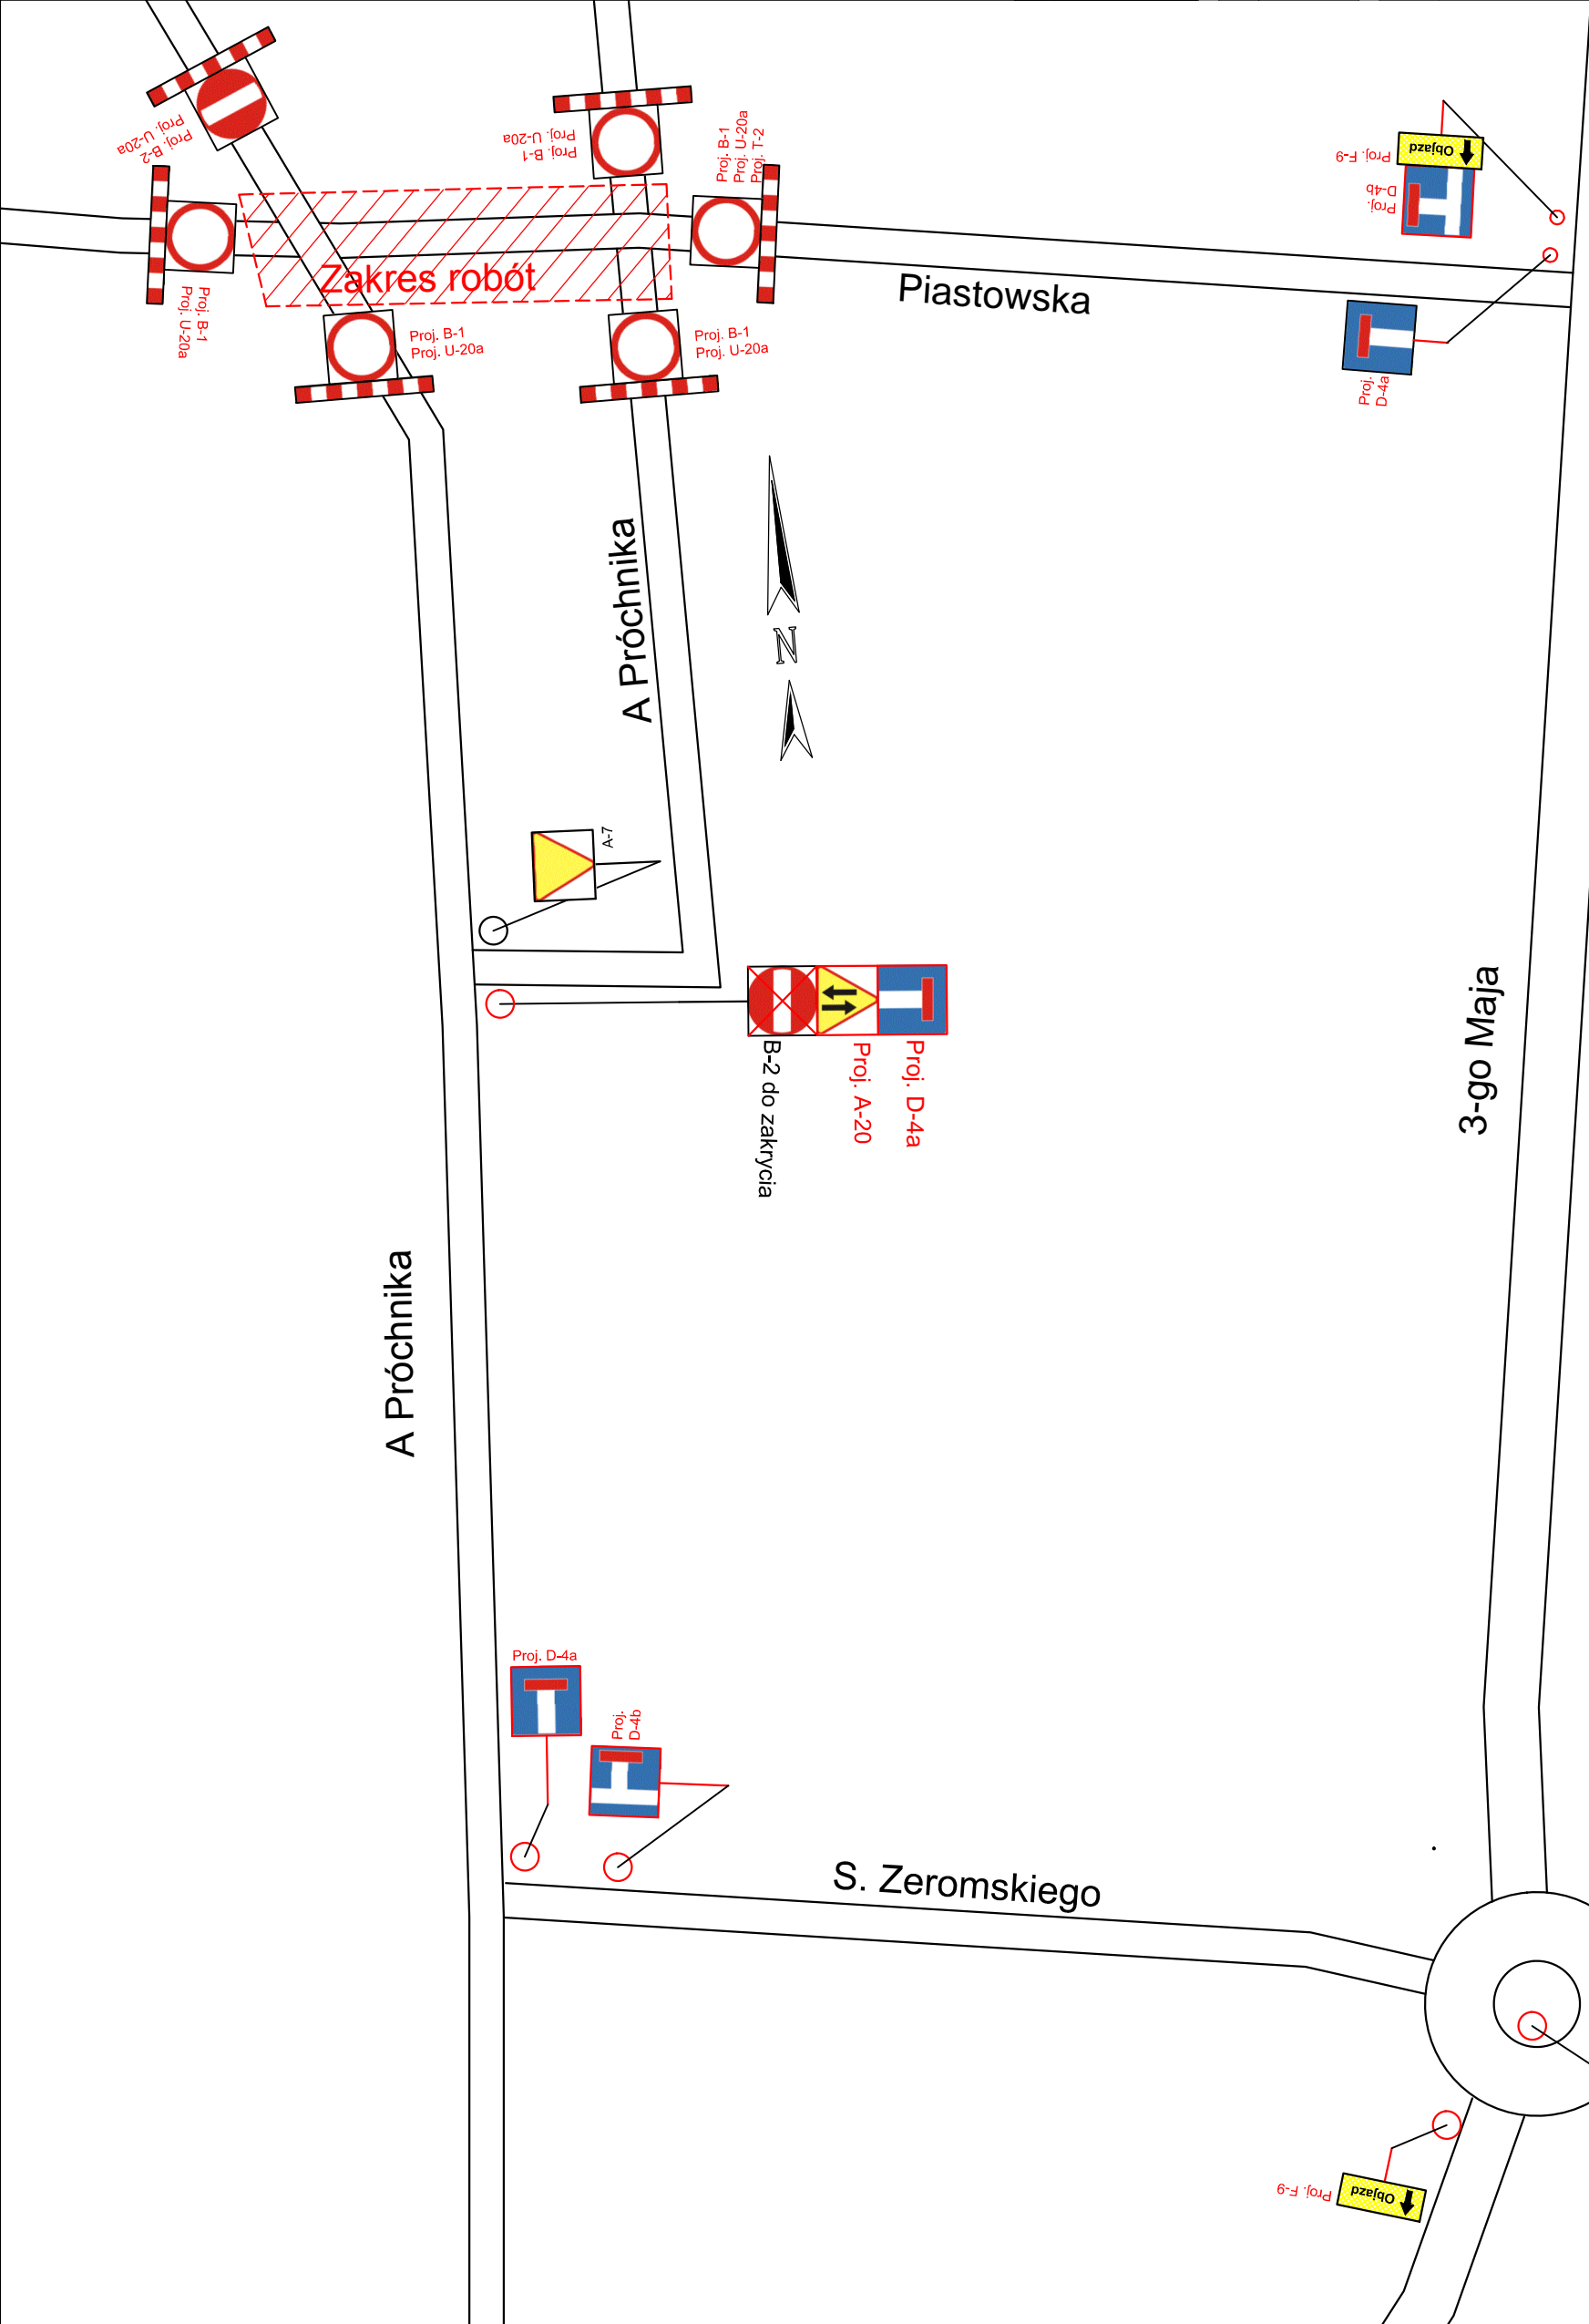 Proj. B-2
Proj. U-20a
Proj. B-1
Proj. U-20a
Proj. B-1
Proj. U-20a
Proj. T-2
Objazd
Proj. F-9
Proj.
D-4b
Zakres robót
Piastowska
Proj. B-1
Proj. U-20a
Proj. B-1
Proj. U-20a
Proj. B-1
Proj. U-20a
Proj.
D-4a
A Próchnika
N
A-7
3-go Maja
B-2 do zakrycia
Proj. A-20
Proj. D-4a
A Próchnika
Proj. D-4a
Proj.
D-4b
S. Zeromskiego
Objazd
Proj. F-9